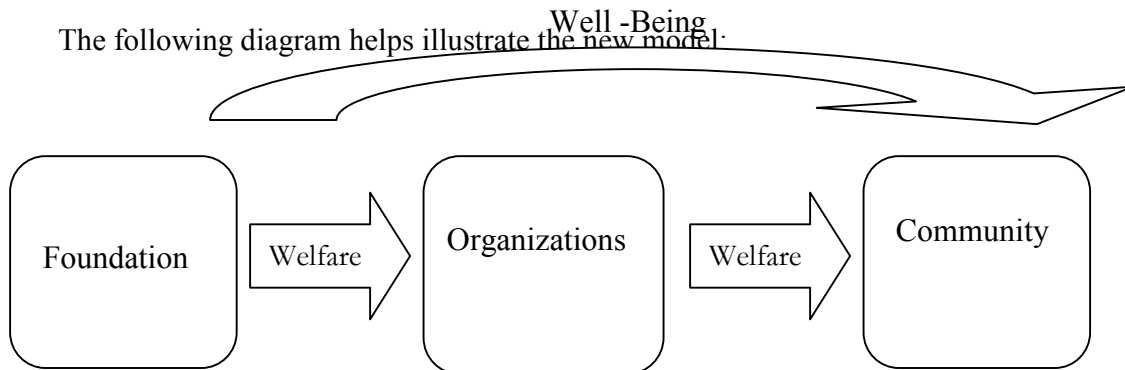 Well -Being
The following diagram helps illustrate the new model:
Foundation
Welfare
Organizations
Welfare
Community